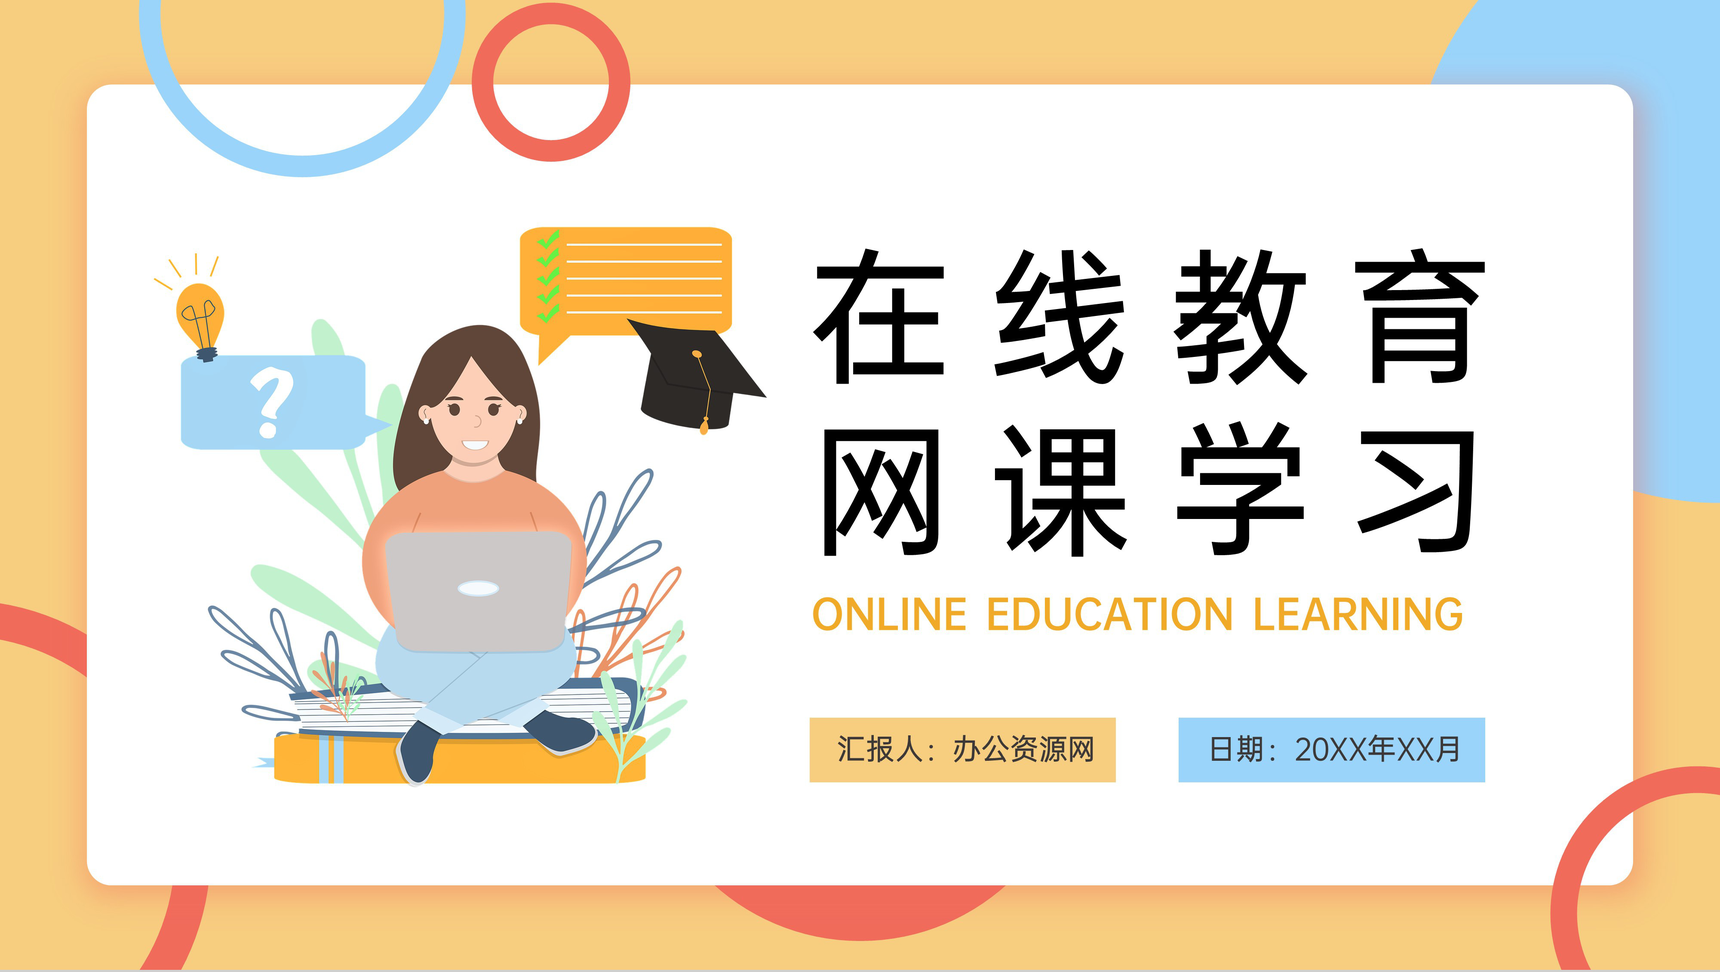 在线教育
网课学习
ONLINE EDUCATION LEARNING
汇报人：办公资源网
日期：20XX年XX月
?